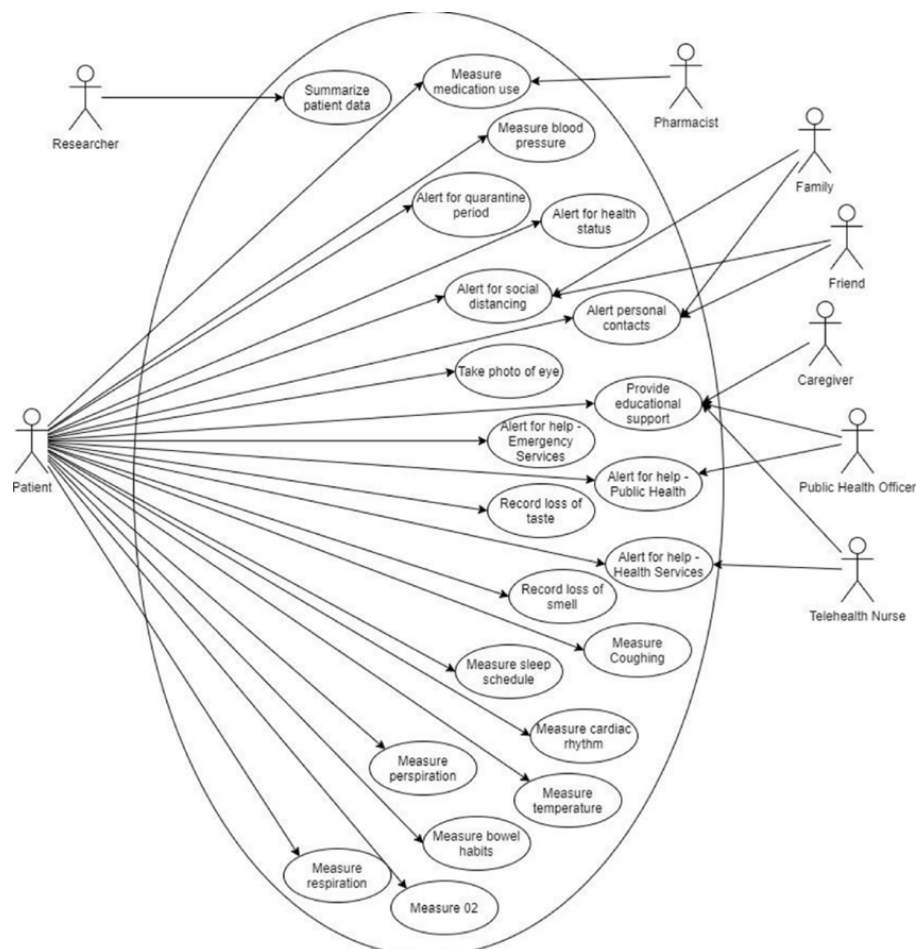 Measure
medication use
Summarize
patient data
Pharmacist
Researcher
Measure blood
pressure
Family
Alert for quarantine
period
Alert for health
status
Friend
Alert for social
distancing
Alert personal
contacts
Take photo of eye
Caregiver
Provide
educational
support
Alert for help -
Emergency Services
Patient
Alert for help -
Public Health
Public Health Officer
Record loss of
taste
Alert for help -
Health Services
Record loss of
smell
Telehealth Nurse
Measure
Coughing
Measure sleep
schedule
Measure cardiac
rhythm
Measure
perspiration
Measure
temperature
Measure bowel
habits
Measure
respiration
Measure 02